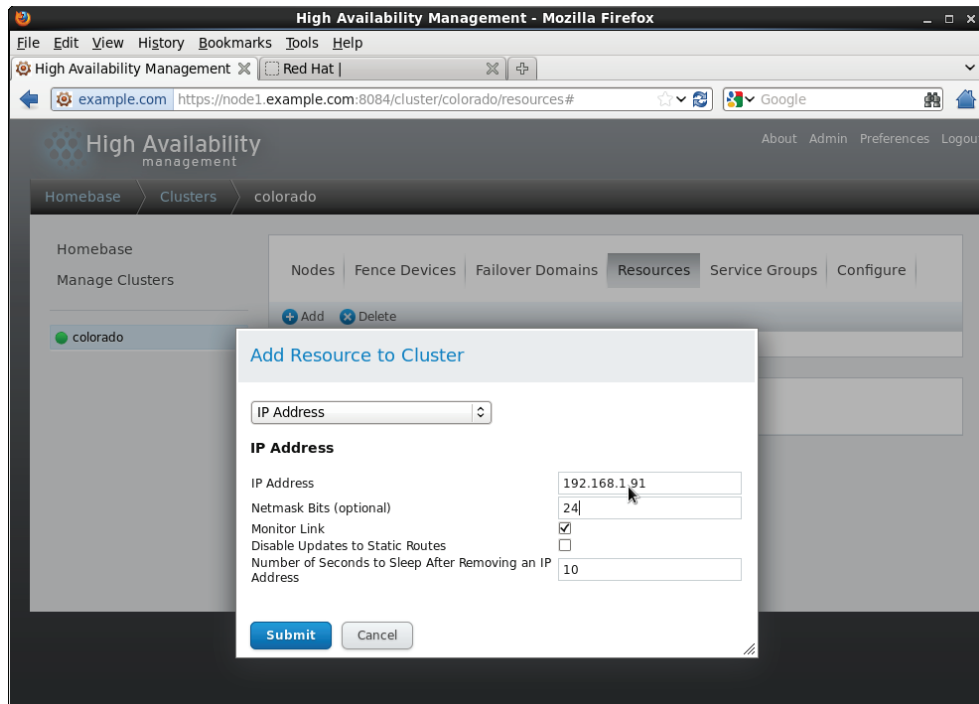 High Availability Management - Mozilla Firefox
File Edit View History Bookmarks Tools Help
High Availability Management Red Hat |
example.com https://node1.example.com:8084/cluster/colorado/resources# Google
High Availability
management
About Admin Preferences Logou
Homebase Clusters colorado
Homebase
Manage Clusters
colorado
Nodes Fence Devices Failover Domains Resources Service Groups Configure
Add Delete
Add Resource to Cluster
IP Address
IP Address
IP Address 192.168.1.91
Netmask Bits (optional) 24
Monitor Link
Disable Updates to Static Routes
Number of Seconds to Sleep After Removing an IP
Address
10
Submit Cancel